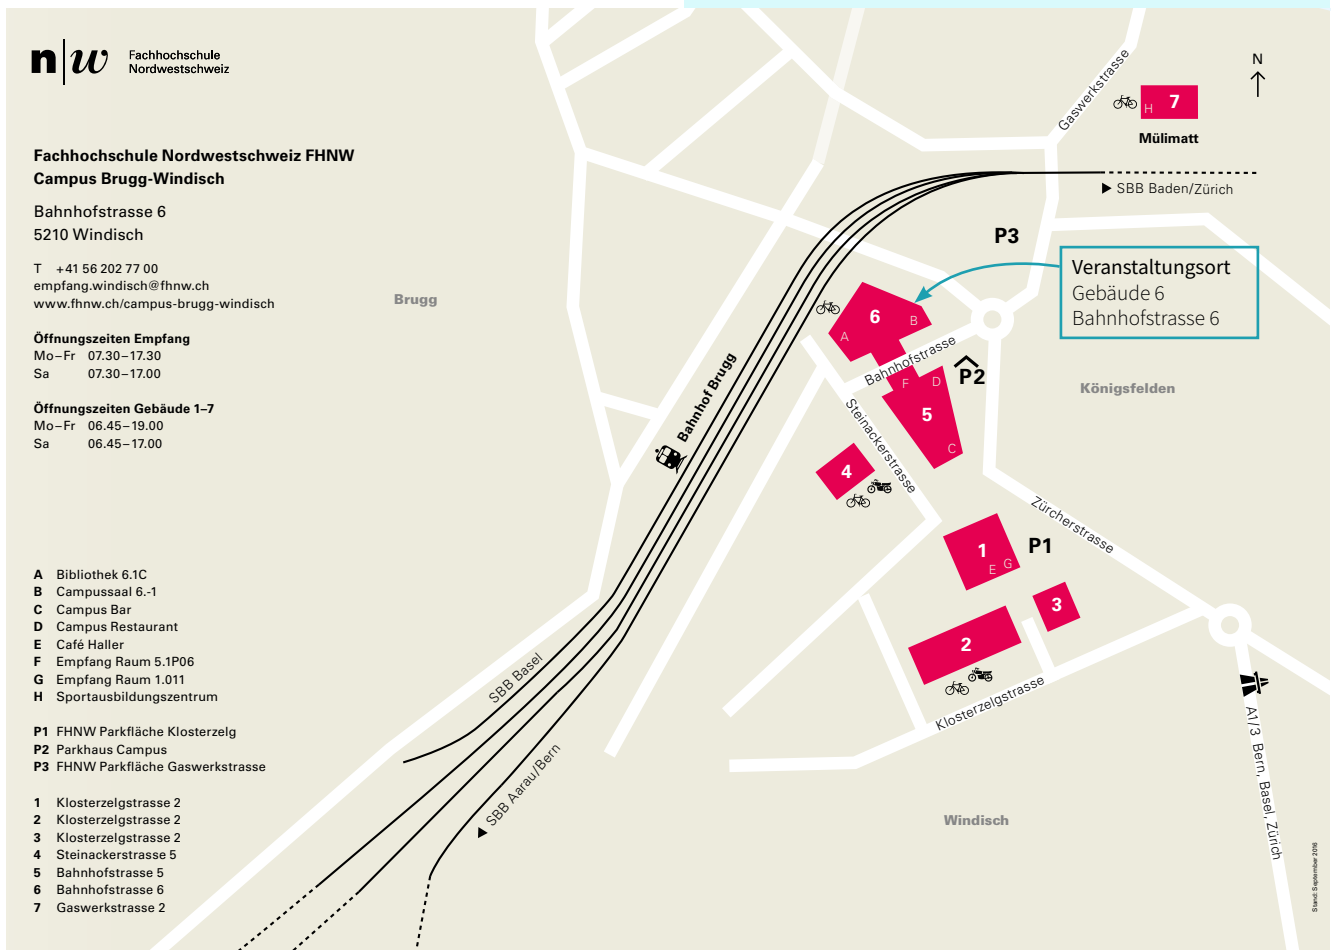 n|w Fachhochschule
Nordwestschweiz
Fachhochschule Nordwestschweiz FHNW
Campus Brugg-Windisch
Bahnhofstrasse 6
5210 Windisch
T +41 56 202 77 00
empfang.windisch@fhnw.ch
www.fhnw.ch/campus-brugg-windisch
Öffnungszeiten Empfang
Mo–Fr 07.30–17.30
Sa 07.30–17.00
Öffnungszeiten Gebäude 1–7
Mo–Fr 06.45–19.00
Sa 06.45–17.00
A Bibliothek 6.1C
B Campussaal 6.-1
C Campus Bar
D Campus Restaurant
E Café Haller
F Empfang Raum 5.1P06
G Empfang Raum 1.011
H Sportausbildungszentrum
P1 FHNW Parkfläche Klosterzelg
P2 Parkhaus Campus
P3 FHNW Parkfläche Gaswerkstrasse
1 Klosterzelgstrasse 2
2 Klosterzelgstrasse 2
3 Klosterzelgstrasse 2
4 Steinackerstrasse 5
5 Bahnhofstrasse 5
6 Bahnhofstrasse 6
7 Gaswerkstrasse 2
Brugg
Bahnhof Brugg
SBB Basel
SBB Aarau/Bern
Gaswerkstrasse
N
H 7
Mülimatt
SBB Baden/Zürich
P3
Veranstaltungsort
Gebäude 6
Bahnhofstrasse 6
6
A
B
Bahnhofstrasse
P2
Königsfelden
F
D
5
C
Steinackerstrasse
4
Zürcherstrasse
1
E
G
P1
3
2
Klosterzelgstrasse
A1/3 Bern, Basel, Zürich
Windisch
Stand: September 2016